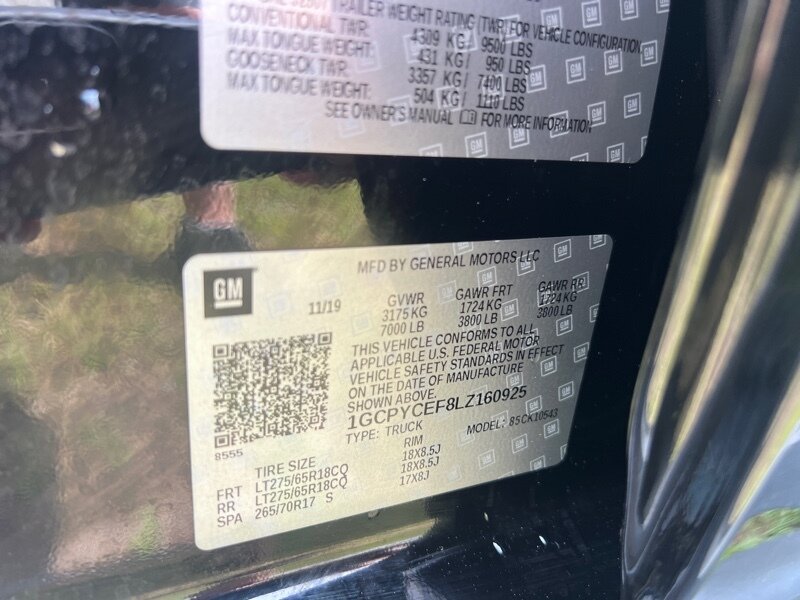 TRAILER WEIGHT RATING (TWR) FOR VEHICLE CONFIGURATION
CONVENTIONAL TWR: 4309 KG / 9500 LBS
MAX TONGUE WEIGHT: 431 KG / 950 LBS
GOOSENECK TWR: 3357 KG / 7400 LBS
MAX TONGUE WEIGHT: 504 KG / 1110 LBS
SEE OWNER'S MANUAL FOR MORE INFORMATION
GM
MFD BY GENERAL MOTORS LLC
11/19
GVWR GAWR FRT GAWR RR
3175 KG 1724 KG 1724 KG
7000 LB 3800 LB 3800 LB
THIS VEHICLE CONFORMS TO ALL
APPLICABLE U.S. FEDERAL MOTOR
VEHICLE SAFETY STANDARDS IN EFFECT
ON THE DATE OF MANUFACTURE
SHOWN ABOVE.
1GCPYCEF8LZ160925
TYPE: TRUCK MODEL: 85CK10543
8555
TIRE SIZE RIM
FRT LT275/65R18CQ 18X8.5J
RR LT275/65R18CQ 18X8.5J
SPA 265/70R17 S 17X8J